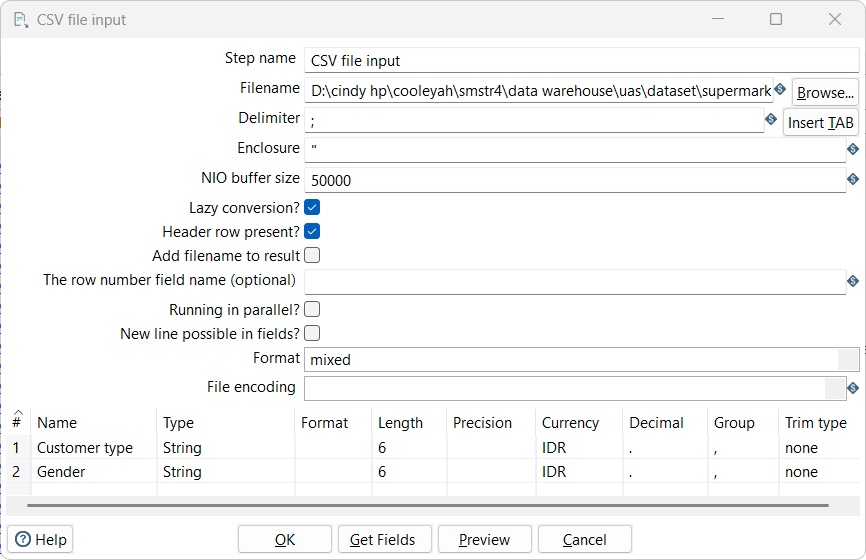 CSV file input
Step name CSV file input
Filename D:\cindy hp\cooleyah\smstr4\data warehouse\uas\dataset\supermark Browse...
Delimiter ; Insert TAB
Enclosure "
NIO buffer size 50000
Lazy conversion?
Header row present?
Add filename to result
The row number field name (optional)
Running in parallel?
New line possible in fields?
Format mixed
File encoding
# Name Type Format Length Precision Currency Decimal Group Trim type
1 Customer type String 6 IDR . , none
2 Gender String 6 IDR . , none
Help OK Get Fields Preview Cancel